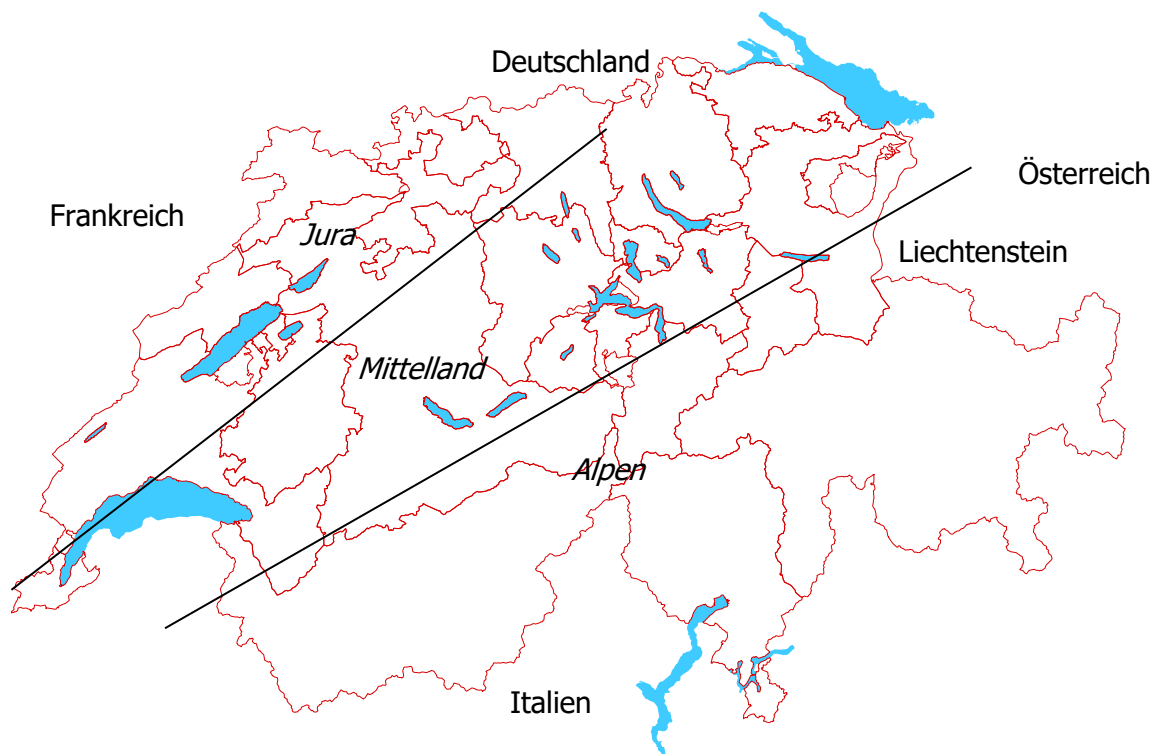 Deutschland
Österreich
Frankreich
Jura
Liechtenstein
Mittelland
Alpen
Italien